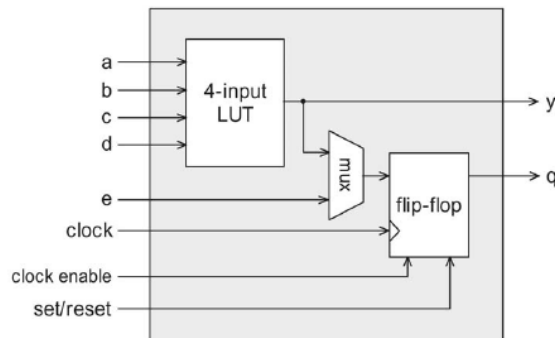 a
b
c
d
4-input
LUT
y
mux
e
flip-flop
q
clock
clock enable
set/reset